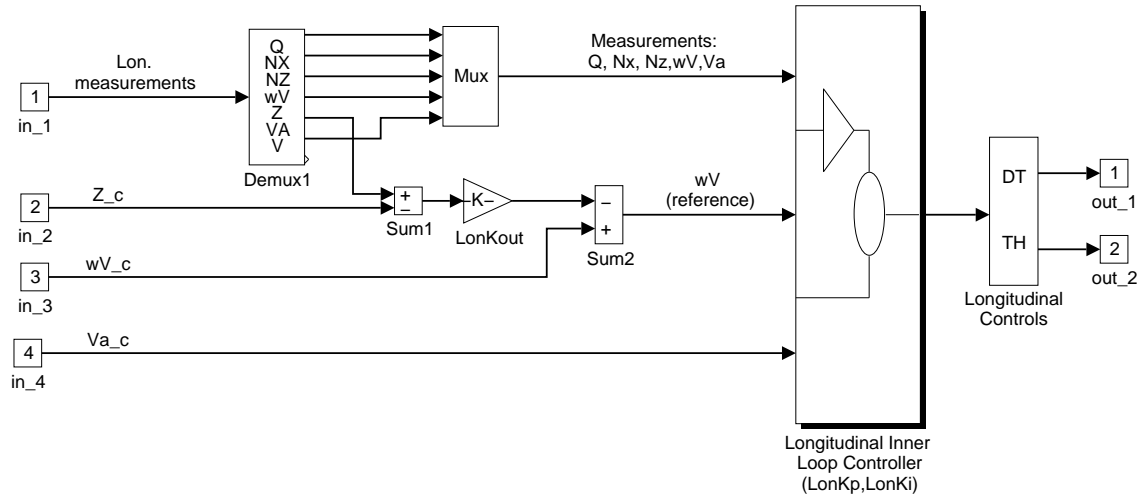 Lon.
measurements
1
in_1
Q
NX
NZ
wV
Z
VA
V
Demux1
Mux
Measurements:
Q, Nx, Nz,wV,Va
2
in_2
Z_c
+
−
Sum1
−K−
LonKout
−
+
Sum2
wV
(reference)
3
in_3
wV_c
4
in_4
Va_c
Longitudinal Inner
Loop Controller
(LonKp,LonKi)
DT
TH
Longitudinal
Controls
1
out_1
2
out_2